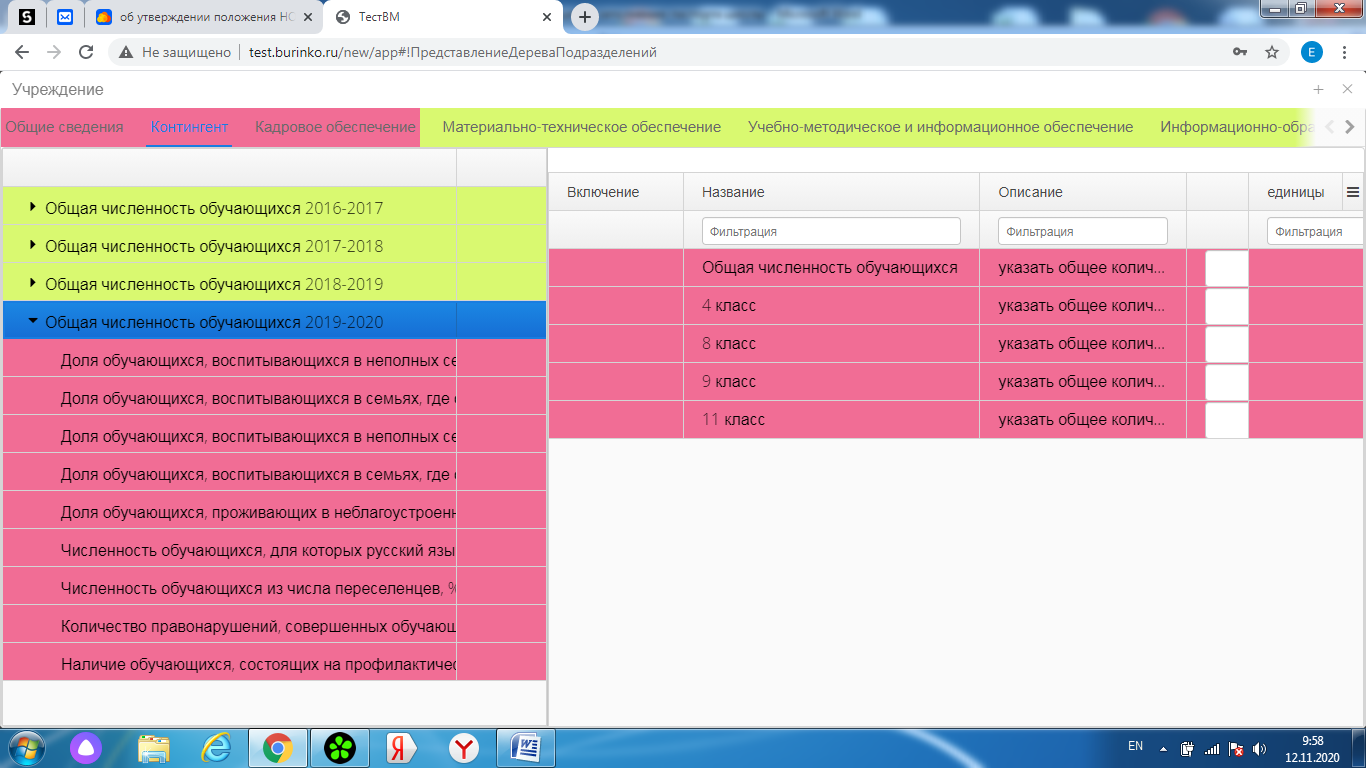 об утверждении положения НС
ТестВМ
Не защищено
test.burinko.ru/new/app#!ПредставлениеДереваПодразделений
E
Учреждение
Общие сведения Контингент Кадровое обеспечение Материально-техническое обеспечение Учебно-методическое и информационное обеспечение Информационно-обра
Включение Название Описание единицы
Фильтрация Фильтрация Фильтрация
Общая численность обучающихся 2016-2017
Общая численность обучающихся 2017-2018
Общая численность обучающихся 2018-2019
Общая численность обучающихся 2019-2020
Доля обучающихся, воспитывающихся в неполных се
Доля обучающихся, воспитывающихся в семьях, где
Доля обучающихся, воспитывающихся в неполных се
Доля обучающихся, воспитывающихся в семьях, где
Доля обучающихся, проживающих в неблагоустроенн
Численность обучающихся, для которых русский язы
Численность обучающихся из числа переселенцев, %
Количество правонарушений, совершенных обучающ
Наличие обучающихся, состоящих на профилактичес
Общая численность обучающихся указать общее колич...
4 класс указать общее колич...
8 класс указать общее колич...
9 класс указать общее колич...
11 класс указать общее колич...
EN
9:58
12.11.2020